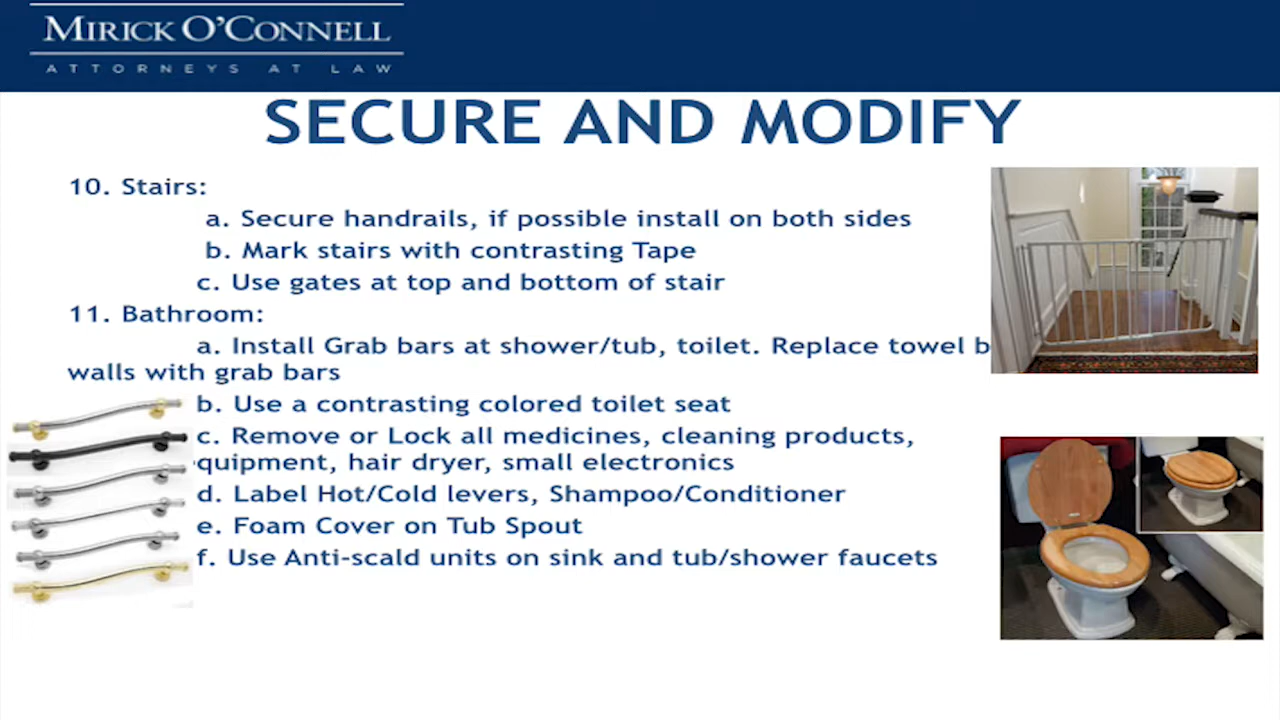 MIRICK O'CONNELL
ATTORNEYS AT LAW
SECURE AND MODIFY
10. Stairs:
a. Secure handrails, if possible install on both sides
b. Mark stairs with contrasting Tape
c. Use gates at top and bottom of stair
11. Bathroom:
a. Install Grab bars at shower/tub, toilet. Replace towel b
walls with grab bars
b. Use a contrasting colored toilet seat
c. Remove or Lock all medicines, cleaning products,
quipment, hair dryer, small electronics
d. Label Hot/Cold levers, Shampoo/Conditioner
e. Foam Cover on Tub Spout
f. Use Anti-scald units on sink and tub/shower faucets